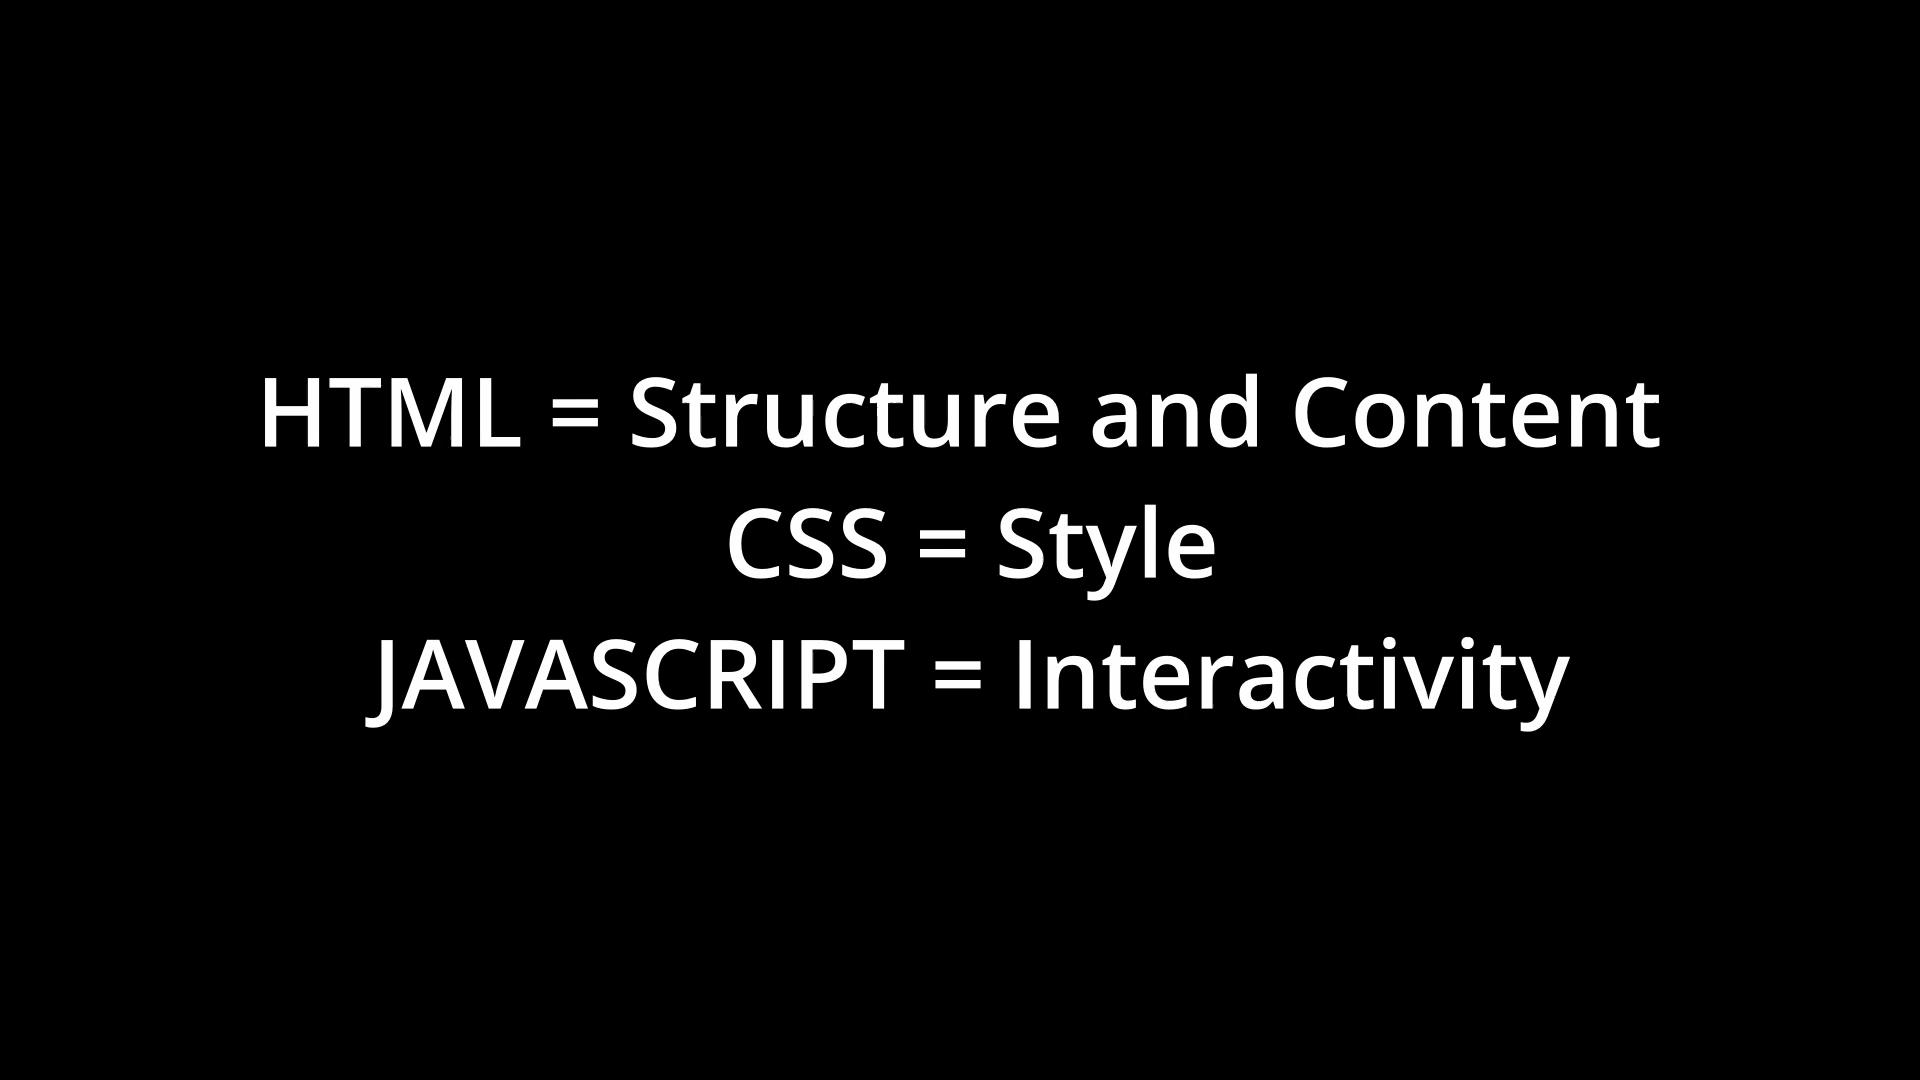 HTML = Structure and Content
CSS = Style
JAVASCRIPT = Interactivity